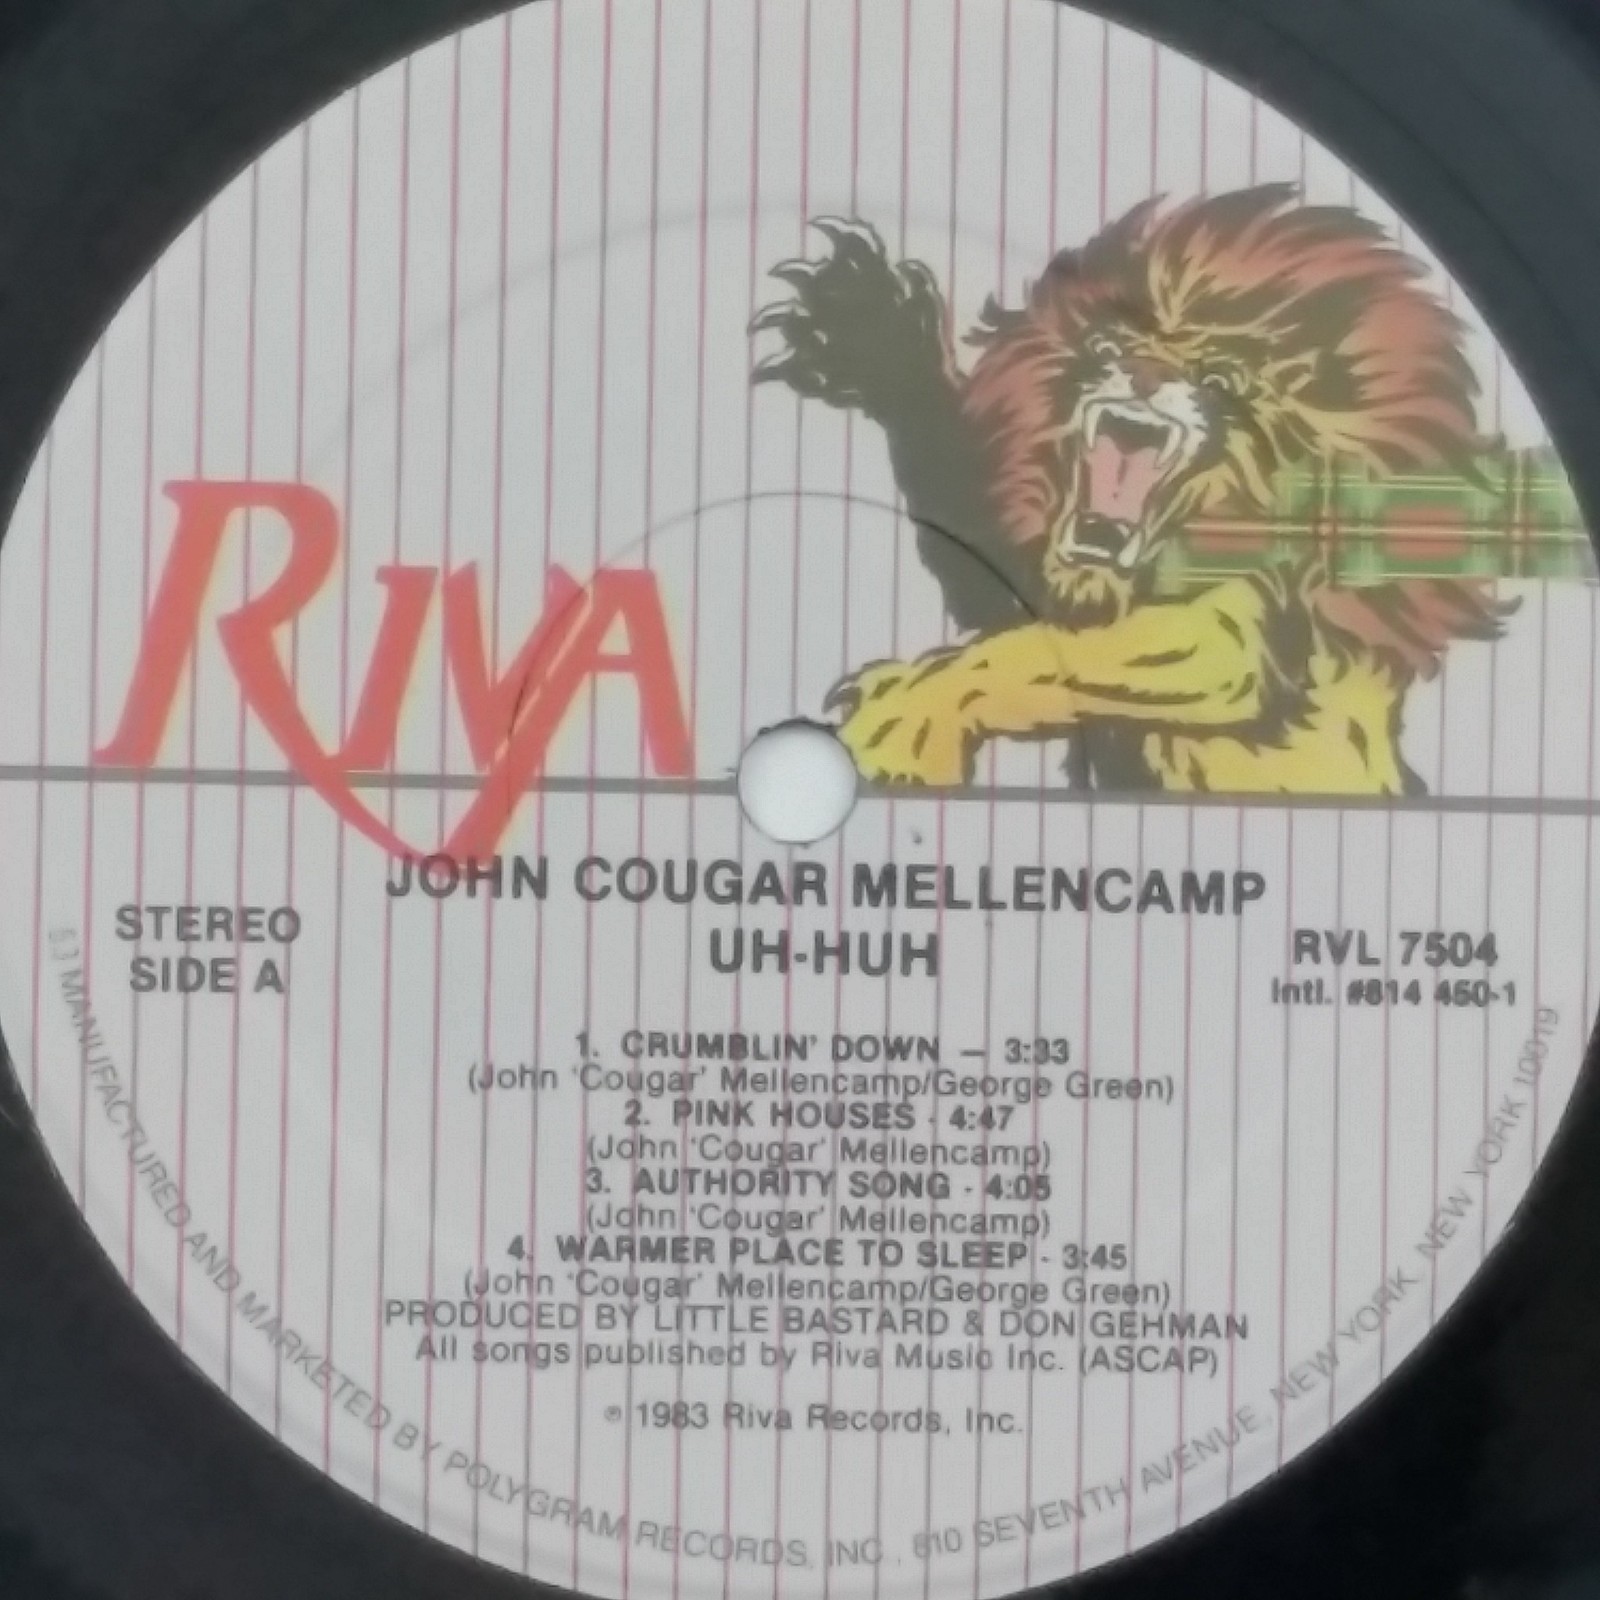 RIVA
JOHN COUGAR MELLENCAMP
UH-HUH
STEREO
SIDE A
RVL 7504
Intl. #814 450-1
1. CRUMBLIN' DOWN — 3:33
(John 'Cougar' Mellencamp/George Green)
2. PINK HOUSES - 4:47
(John 'Cougar' Mellencamp)
3. AUTHORITY SONG - 4:05
(John 'Cougar' Mellencamp)
4. WARMER PLACE TO SLEEP - 3:45
(John 'Cougar' Mellencamp/George Green)
PRODUCED BY LITTLE BASTARD & DON GEHMAN
All songs published by Riva Music Inc. (ASCAP)
℗ 1983 Riva Records, Inc.
MANUFACTURED AND MARKETED BY POLYGRAM RECORDS, INC., 810 SEVENTH AVENUE, NEW YORK, NEW YORK 10019